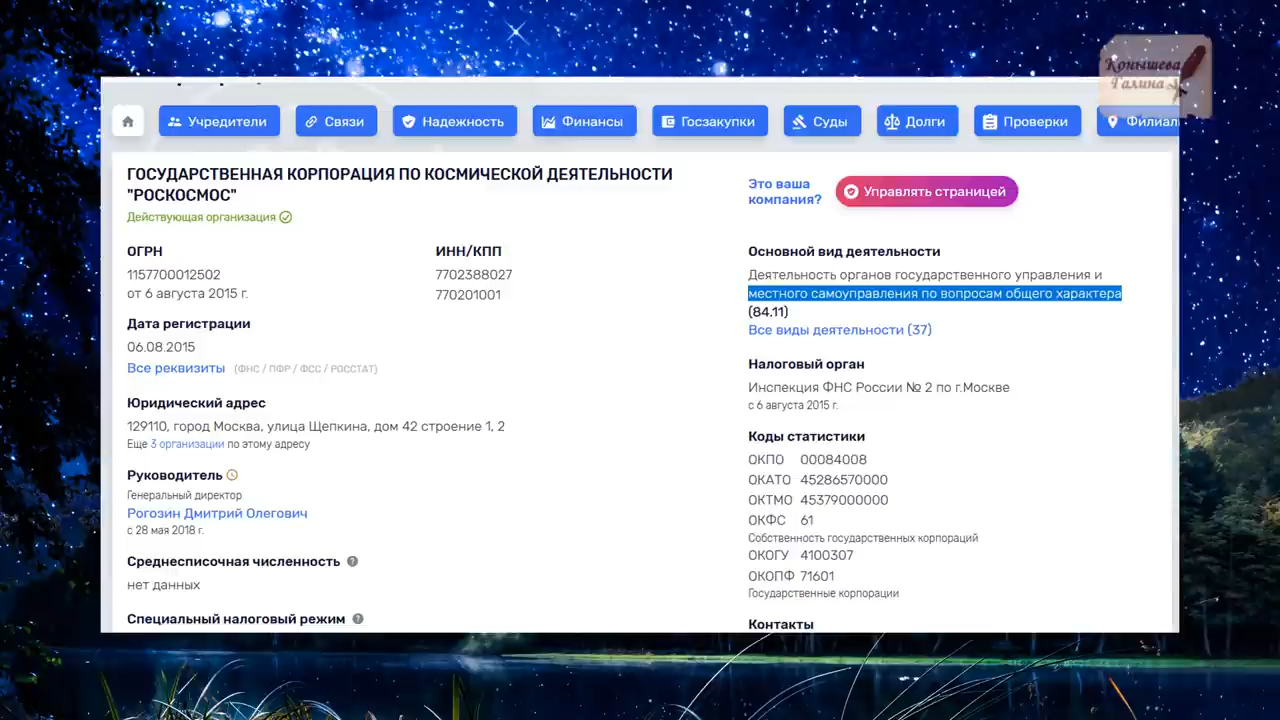 Конышева
Галина
Учредители
Связи
Надежность
Финансы
Госзакупки
Суды
Долги
Проверки
Филиал
ГОСУДАРСТВЕННАЯ КОРПОРАЦИЯ ПО КОСМИЧЕСКОЙ ДЕЯТЕЛЬНОСТИ
"РОСКОСМОС"
Действующая организация
Это ваша
компания?
Управлять страницей
ОГРН
1157700012502
от 6 августа 2015 г.
ИНН/КПП
7702388027
770201001
Дата регистрации
06.08.2015
Все реквизиты (ФНС / ПФР / ФСС / РОССТАТ)
Юридический адрес
129110, город Москва, улица Щепкина, дом 42 строение 1, 2
Еще 3 организации по этому адресу
Руководитель
Генеральный директор
Рогозин Дмитрий Олегович
с 28 мая 2018 г.
Среднесписочная численность
нет данных
Специальный налоговый режим
Основной вид деятельности
Деятельность органов государственного управления и
местного самоуправления по вопросам общего характера
(84.11)
Все виды деятельности (37)
Налоговый орган
Инспекция ФНС России № 2 по г.Москве
с 6 августа 2015 г.
Коды статистики
ОКПО 00084008
ОКАТО 45286570000
ОКТМО 45379000000
ОКФС 61
Собственность государственных корпораций
ОКОГУ 4100307
ОКОПФ 71601
Государственные корпорации
Контакты